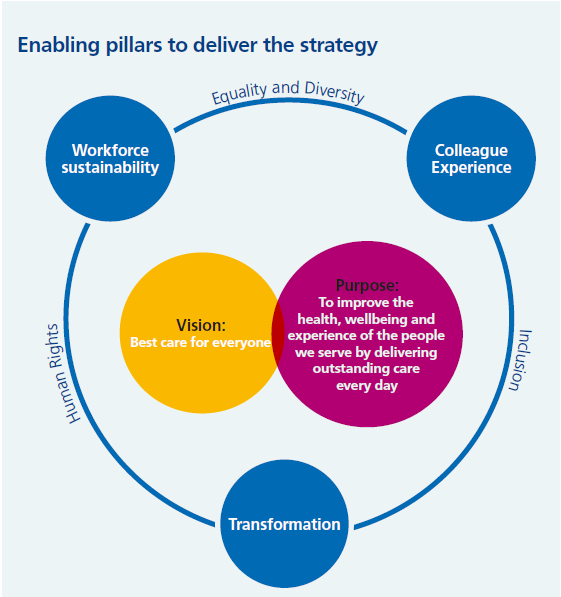 Enabling pillars to deliver the strategy
Equality and Diversity
Workforce
sustainability
Colleague
Experience
Vision:
Best care for everyone
Purpose:
To improve the
health, wellbeing and
experience of the people
we serve by delivering
outstanding care
every day
Human Rights
Inclusion
Transformation